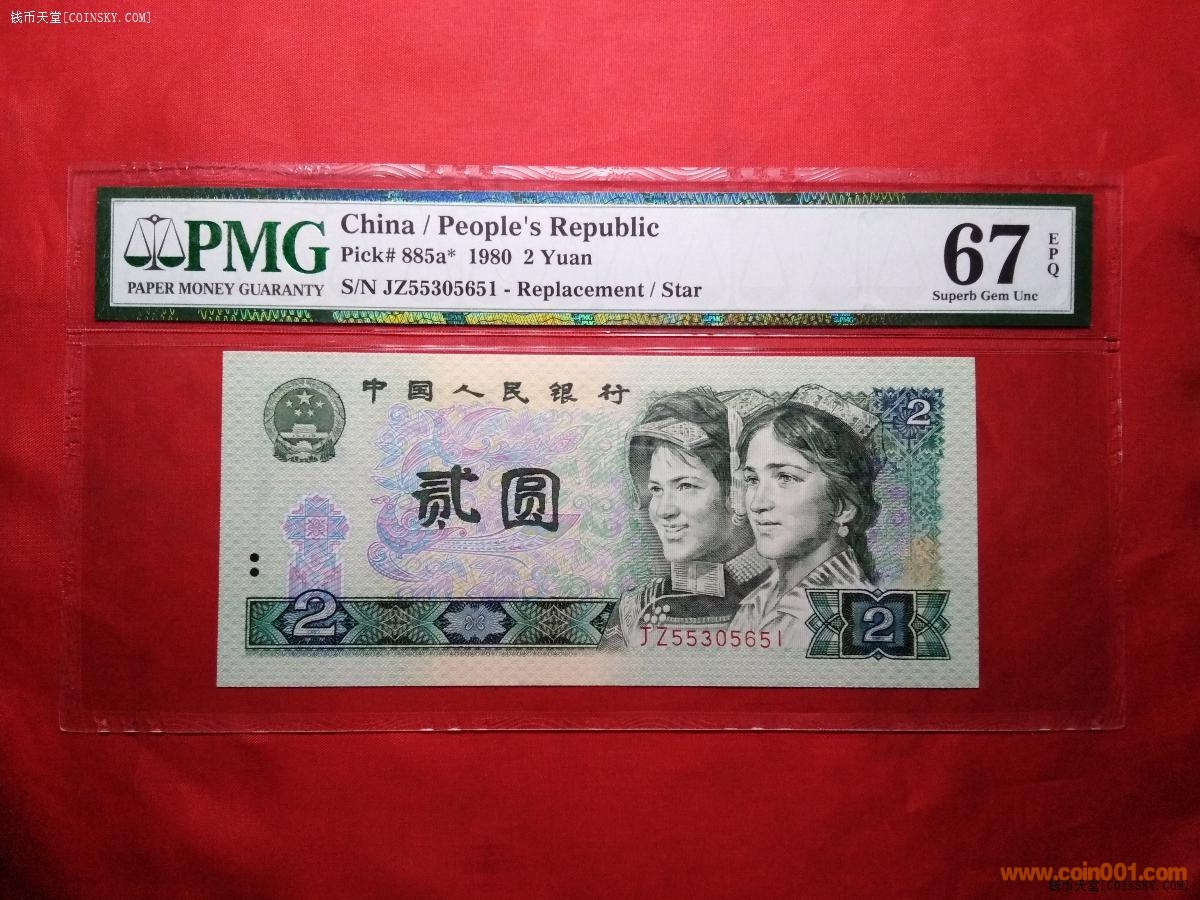 钱币天堂[COINSKY.COM]
PMG
PAPER MONEY GUARANTY
China / People's Republic
Pick# 885a* 1980 2 Yuan
S/N JZ55305651 - Replacement / Star
67
EPQ
Superb Gem Unc
中国人民银行
2
贰圆
2
JZ55305651
2
www.coin001.com
钱币天堂[COINSKY.COM]